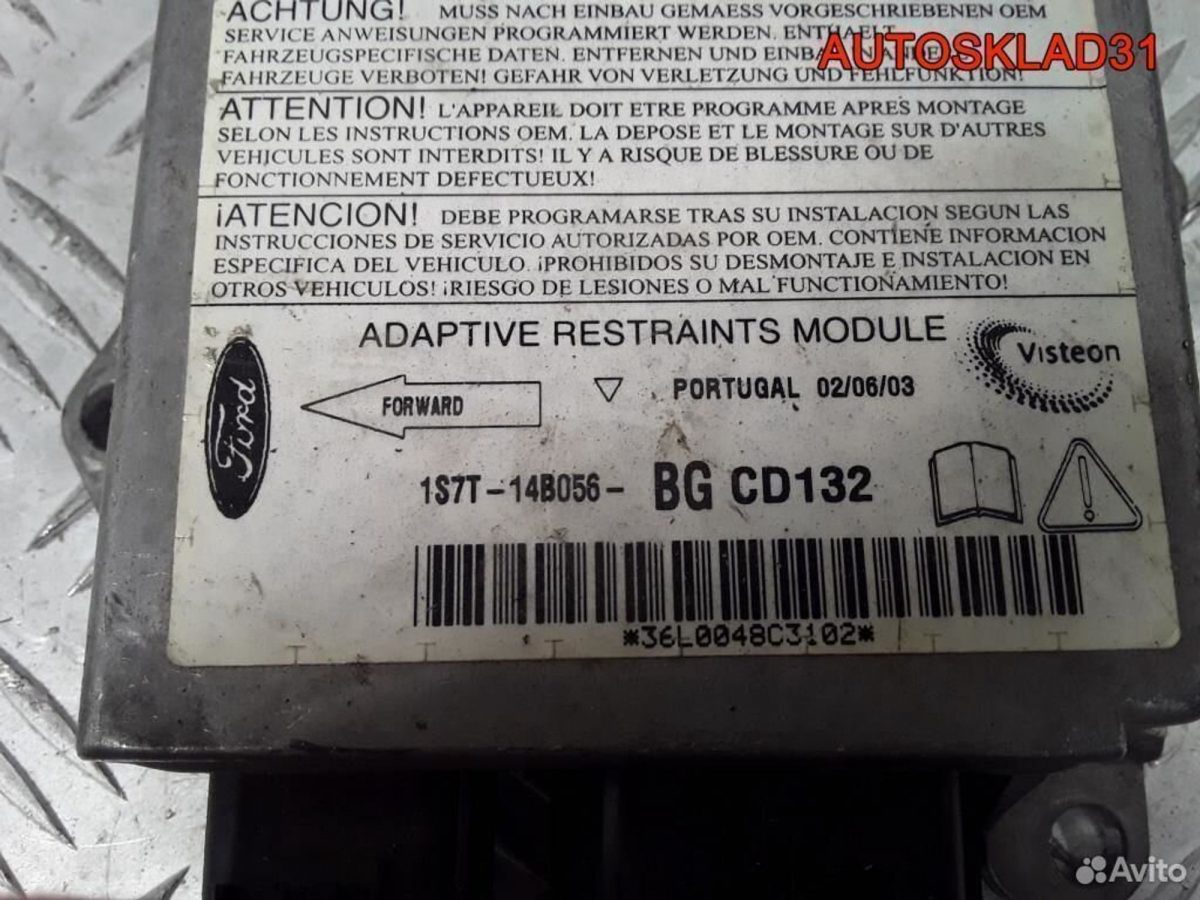 ACHTUNG! MUSS NACH EINBAU GEMAESS VORGESCHRIEBENEN OEM
SERVICE ANWEISUNGEN PROGRAMMIERT WERDEN. ENTHAELT
FAHRZEUGSPEZIFISCHE DATEN. ENTFERNEN UND EINBAU
AUTOSKLAD31
FAHRZEUGE VERBOTEN! GEFAHR VON VERLETZUNG UND FEHLFUNKTION!
ATTENTION! L'APPAREIL DOIT ETRE PROGRAMME APRES MONTAGE
SELON LES INSTRUCTIONS OEM. LA DEPOSE ET LE MONTAGE SUR D'AUTRES
VEHICULES SONT INTERDITS! IL Y A RISQUE DE BLESSURE OU DE
FONCTIONNEMENT DEFECTUEUX!
¡ATENCION! DEBE PROGRAMARSE TRAS SU INSTALACION SEGUN LAS
INSTRUCCIONES DE SERVICIO AUTORIZADAS POR OEM. CONTIENE INFORMACION
ESPECIFICA DEL VEHICULO. ¡PROHIBIDOS SU DESMONTAJE E INSTALACION EN
OTROS VEHICULOS! ¡RIESGO DE LESIONES O MAL FUNCTIONAMIENTO!
ADAPTIVE RESTRAINTS MODULE
Visteon
Ford
FORWARD
PORTUGAL 02/06/03
1S7T-14B056- BG CD132
*36L0048C3102*
Avito